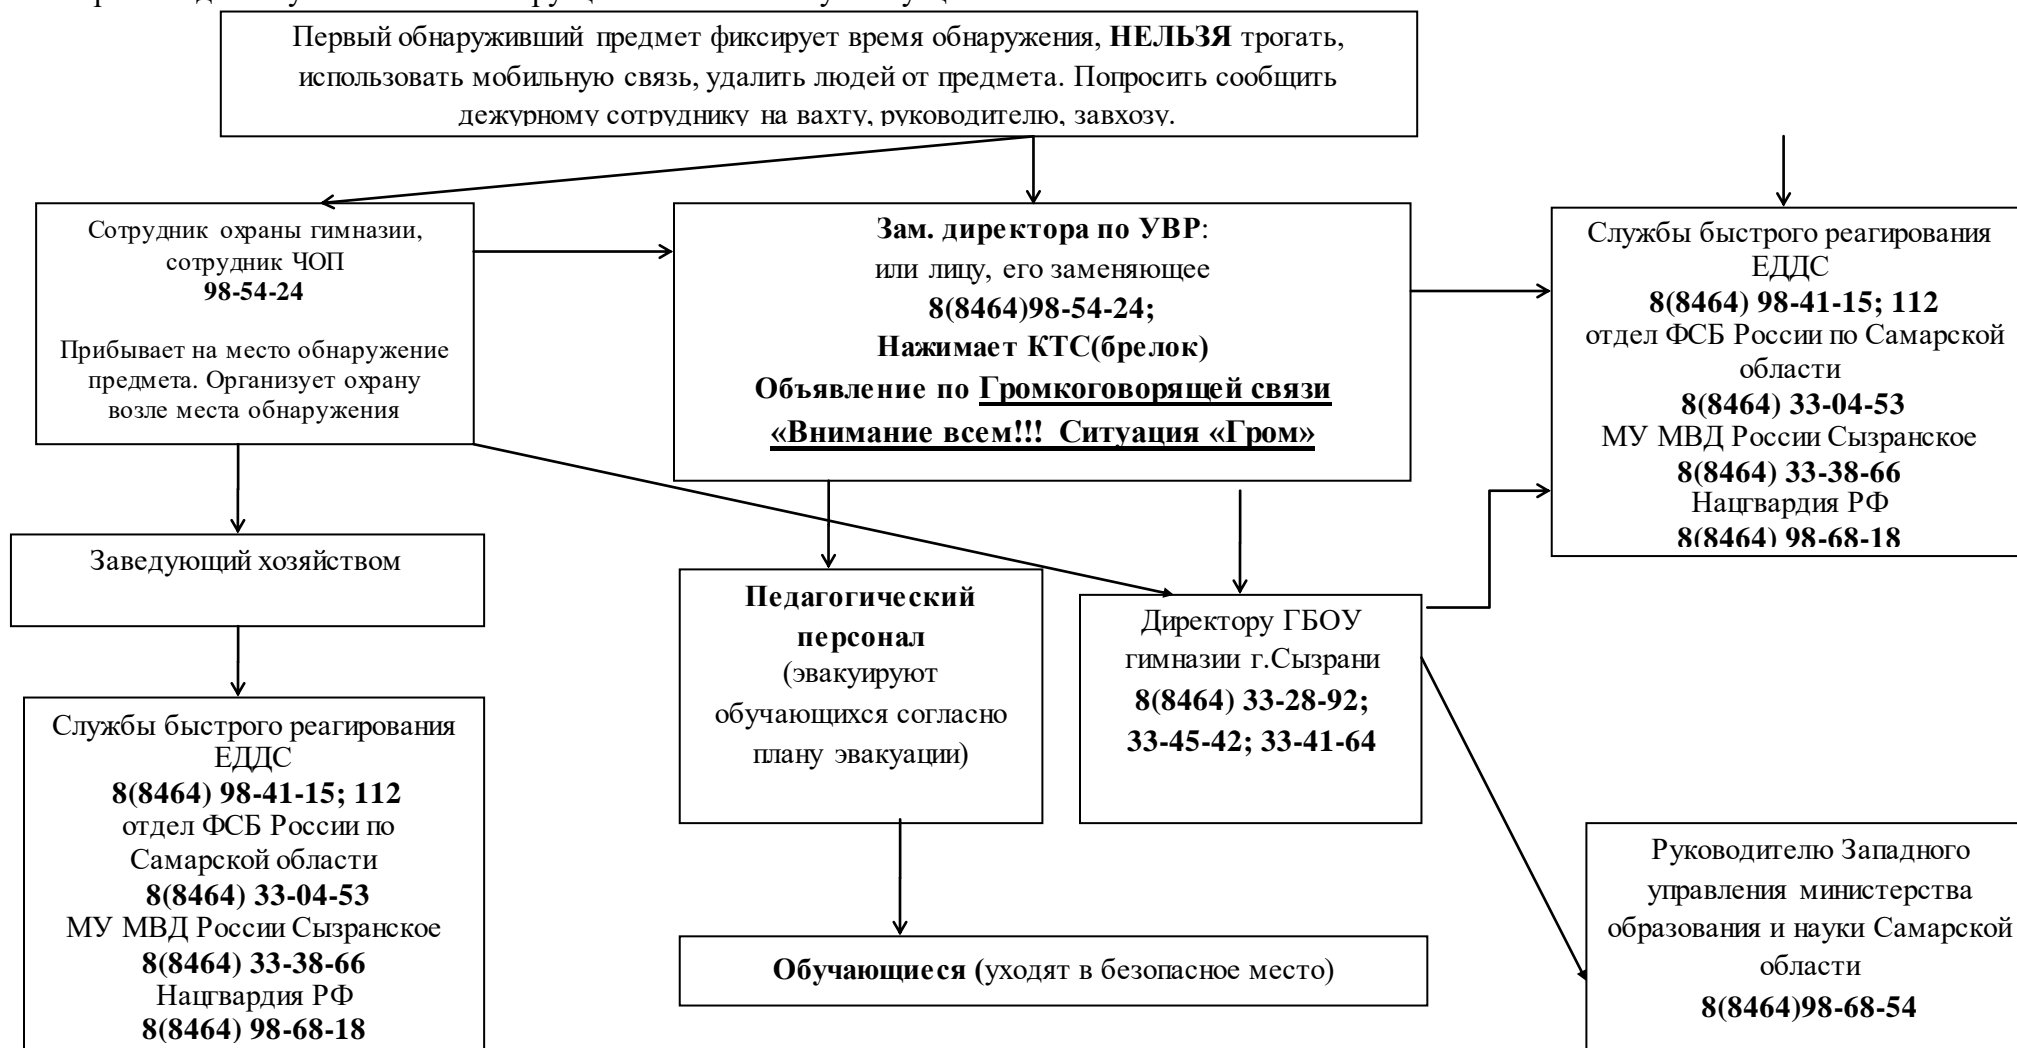 Первый обнаруживший предмет фиксирует время обнаружения, НЕЛЬЗЯ трогать,
использовать мобильную связь, удалить людей от предмета. Попросить сообщить
дежурному сотруднику на вахту, руководителю, завхозу.
Сотрудник охраны гимназии,
сотрудник ЧОП
98-54-24
Прибывает на место обнаружение
предмета. Организует охрану
возле места обнаружения
Зам. директора по УВР:
или лицу, его заменяющее
8(8464)98-54-24;
Нажимает КТС(брелок)
Объявление по Громкоговорящей связи
«Внимание всем!!! Ситуация «Гром»
Службы быстрого реагирования
ЕДДС
8(8464) 98-41-15; 112
отдел ФСБ России по Самарской
области
8(8464) 33-04-53
МУ МВД России Сызранское
8(8464) 33-38-66
Нацгвардия РФ
8(8464) 98-68-18
Заведующий хозяйством
Педагогический
персонал
(эвакуируют
обучающихся согласно
плану эвакуации)
Директору ГБОУ
гимназии г.Сызрани
8(8464) 33-28-92;
33-45-42; 33-41-64
Службы быстрого реагирования
ЕДДС
8(8464) 98-41-15; 112
отдел ФСБ России по
Самарской области
8(8464) 33-04-53
МУ МВД России Сызранское
8(8464) 33-38-66
Нацгвардия РФ
8(8464) 98-68-18
Обучающиеся (уходят в безопасное место)
Руководителю Западного
управления министерства
образования и науки Самарской
области
8(8464)98-68-54